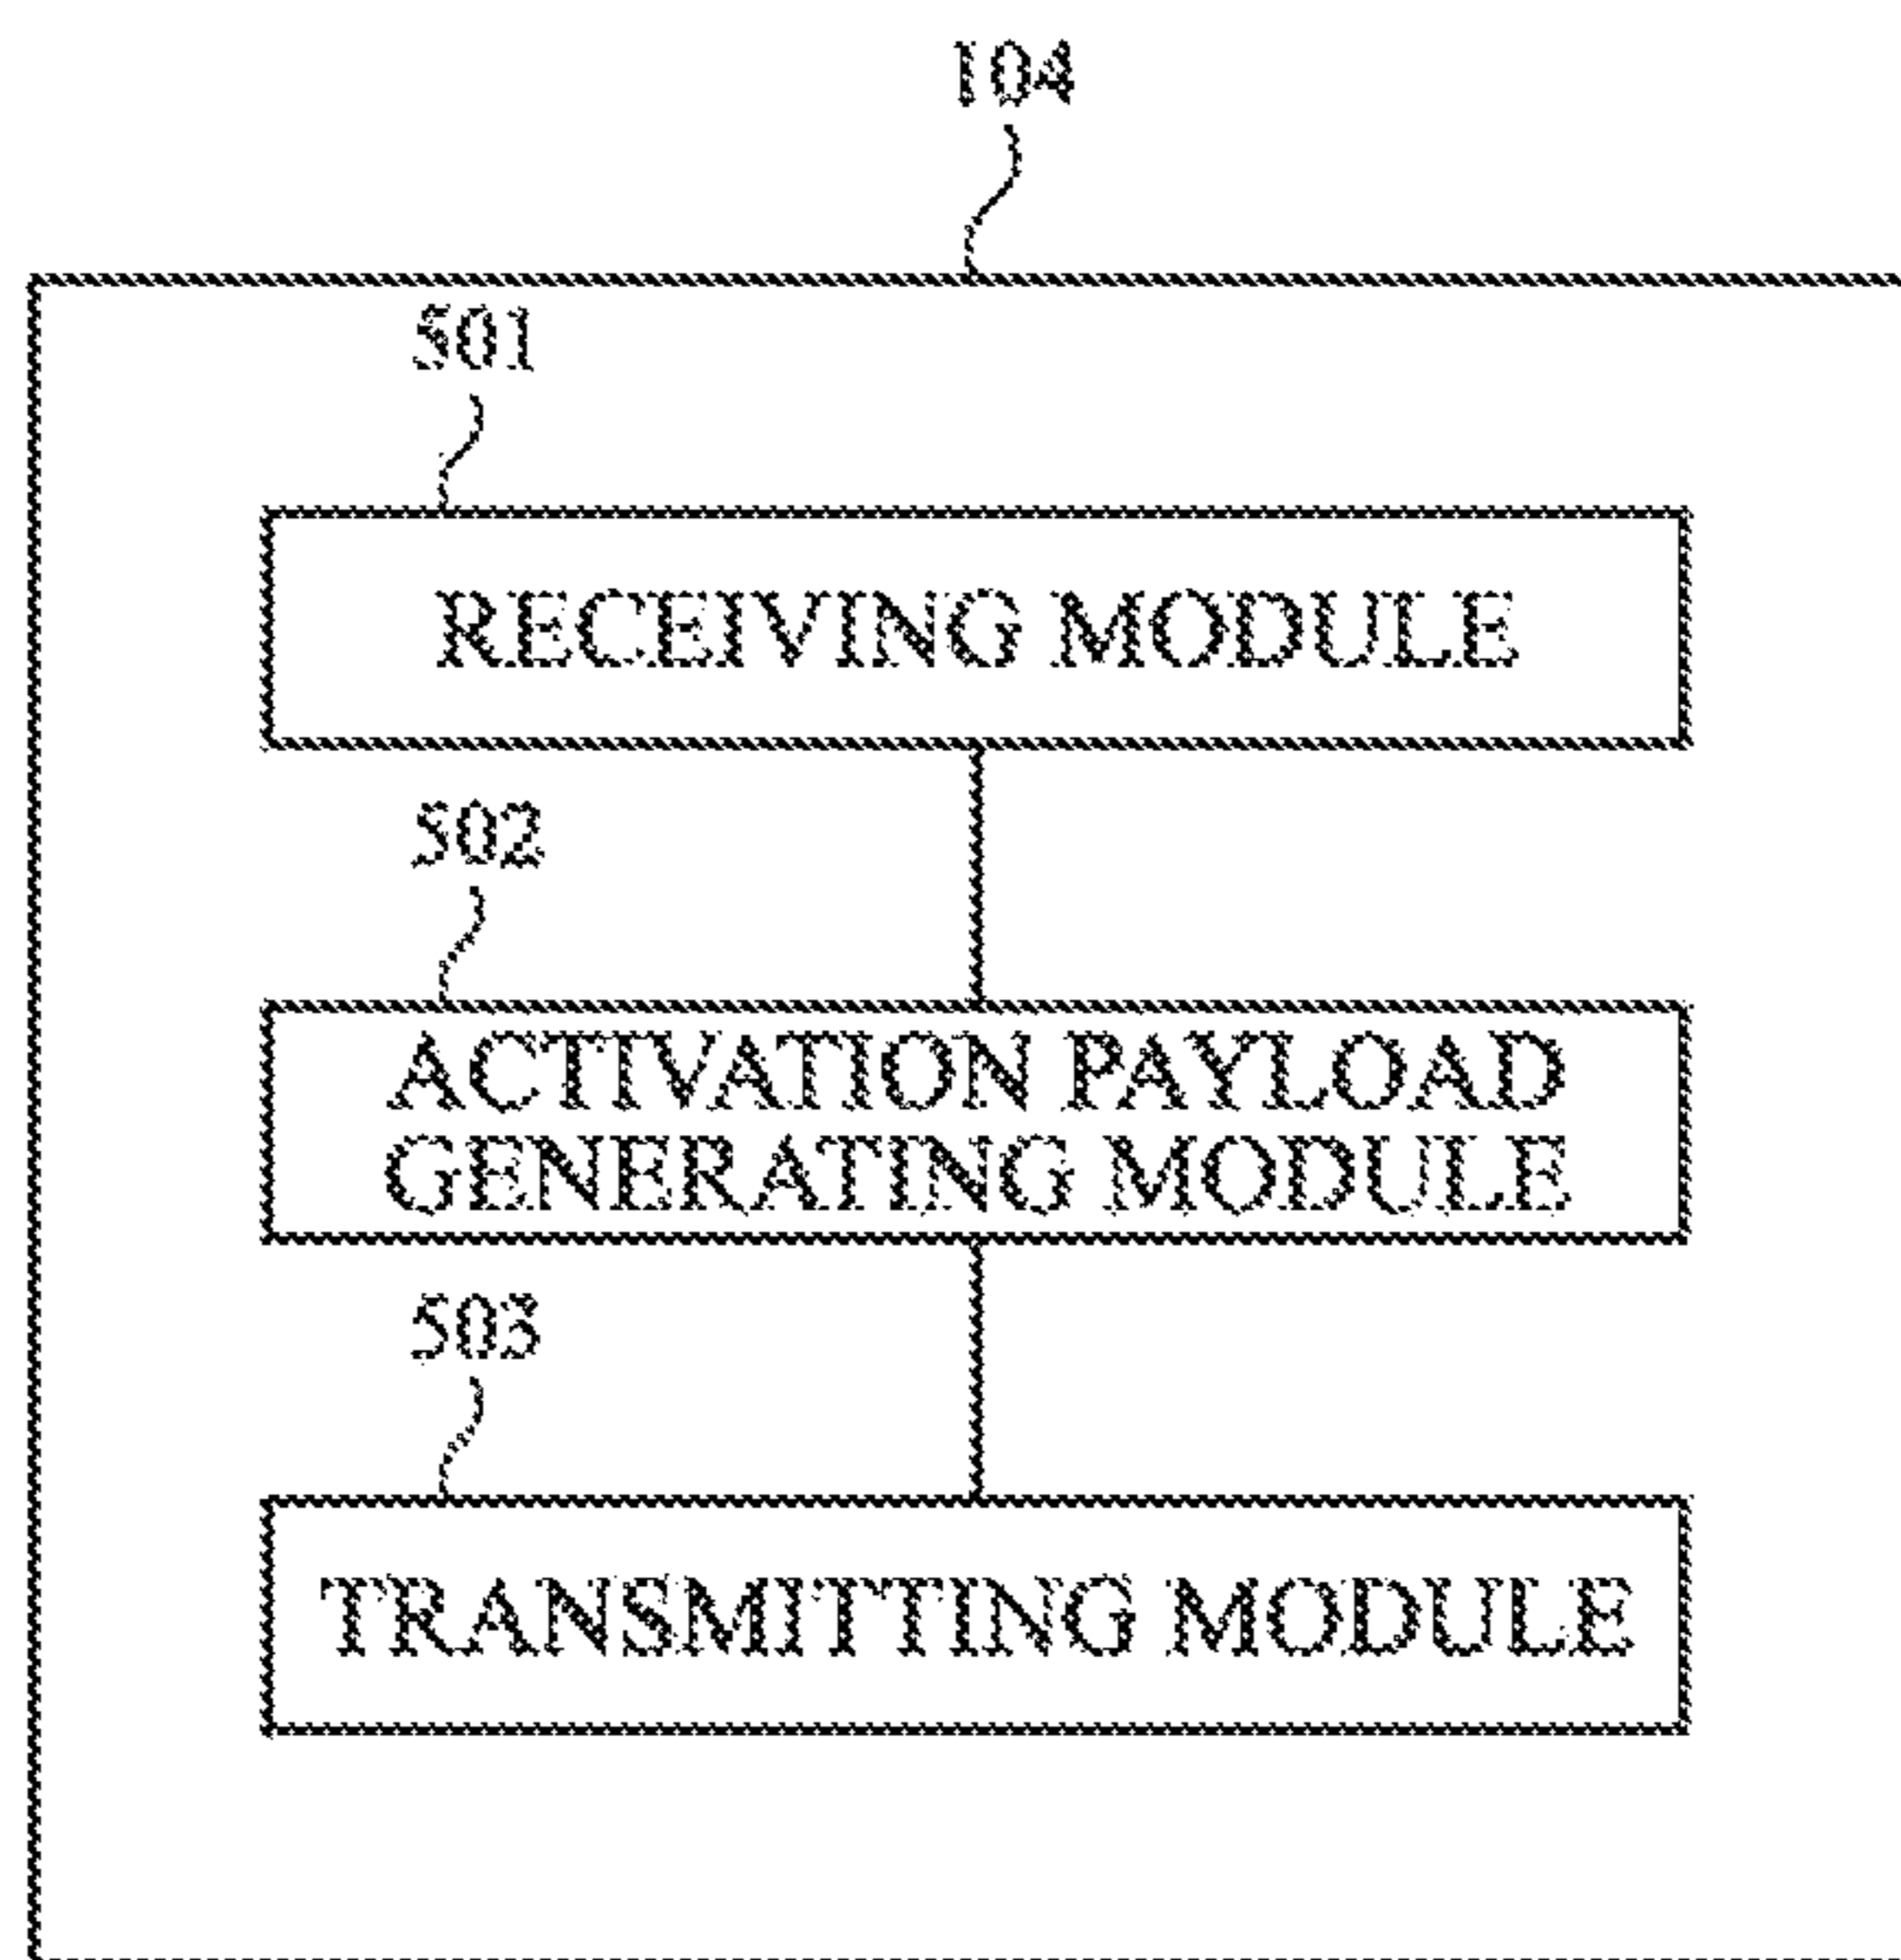 104
501
RECEIVING MODULE
502
ACTIVATION PAYLOAD
GENERATING MODULE
503
TRANSMITTING MODULE